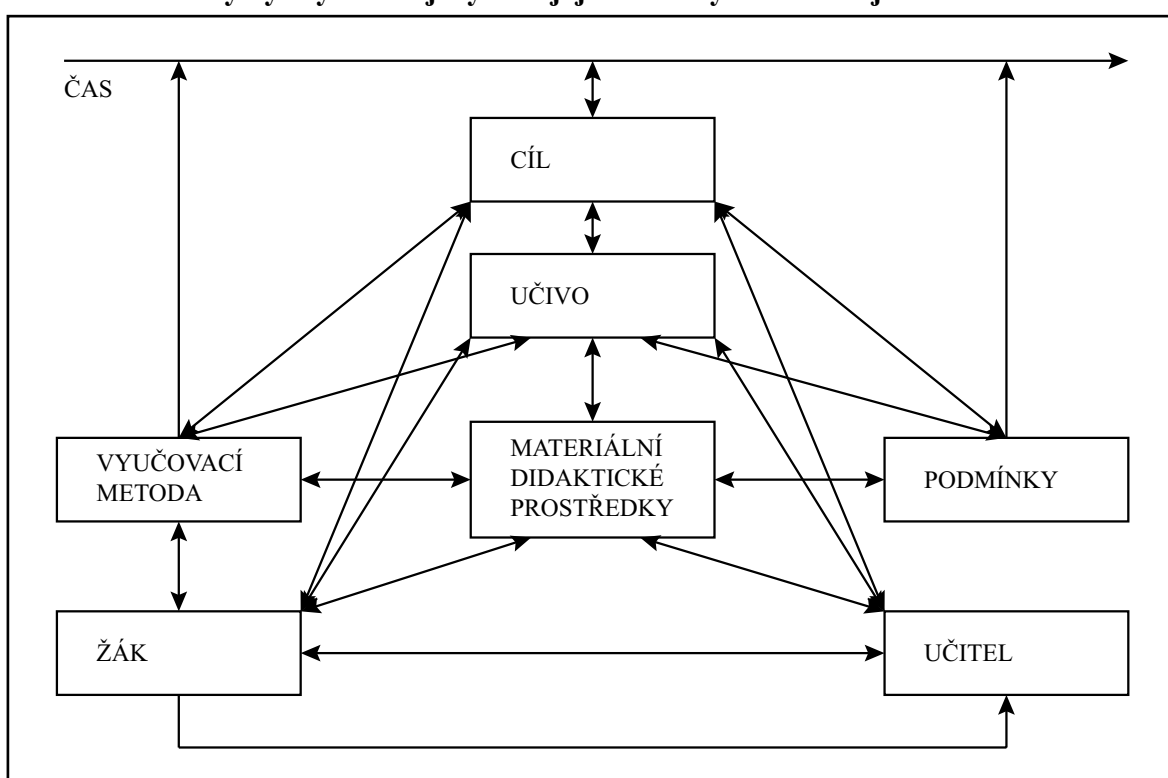 ČAS
CÍL
UČIVO
VYUČOVACÍ
METODA
MATERIÁLNÍ
DIDAKTICKÉ
PROSTŘEDKY
PODMÍNKY
ŽÁK
UČITEL